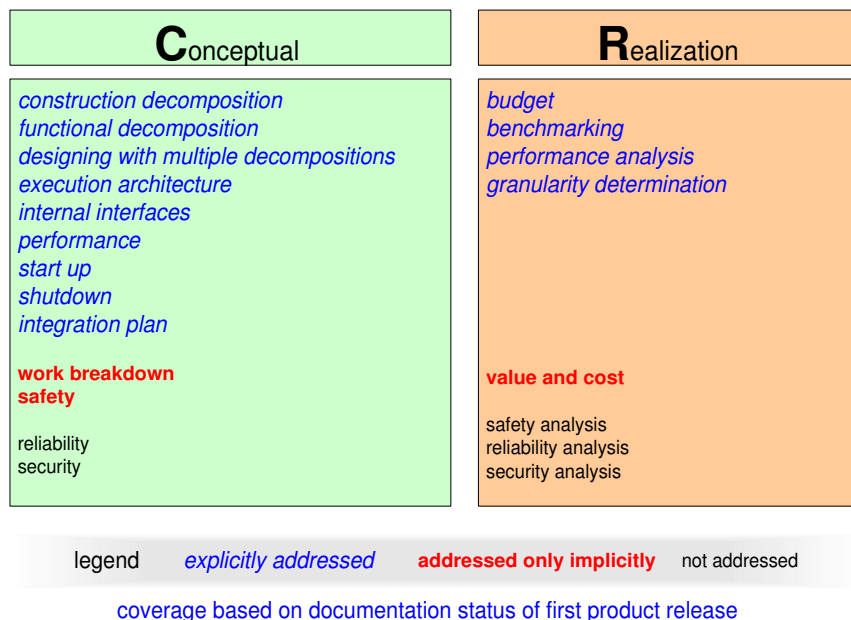 Conceptual
construction decomposition
functional decomposition
designing with multiple decompositions
execution architecture
internal interfaces
performance
start up
shutdown
integration plan
work breakdown
safety
reliability
security
Realization
budget
benchmarking
performance analysis
granularity determination
value and cost
safety analysis
reliability analysis
security analysis
legend explicitly addressed addressed only implicitly not addressed
coverage based on documentation status of first product release